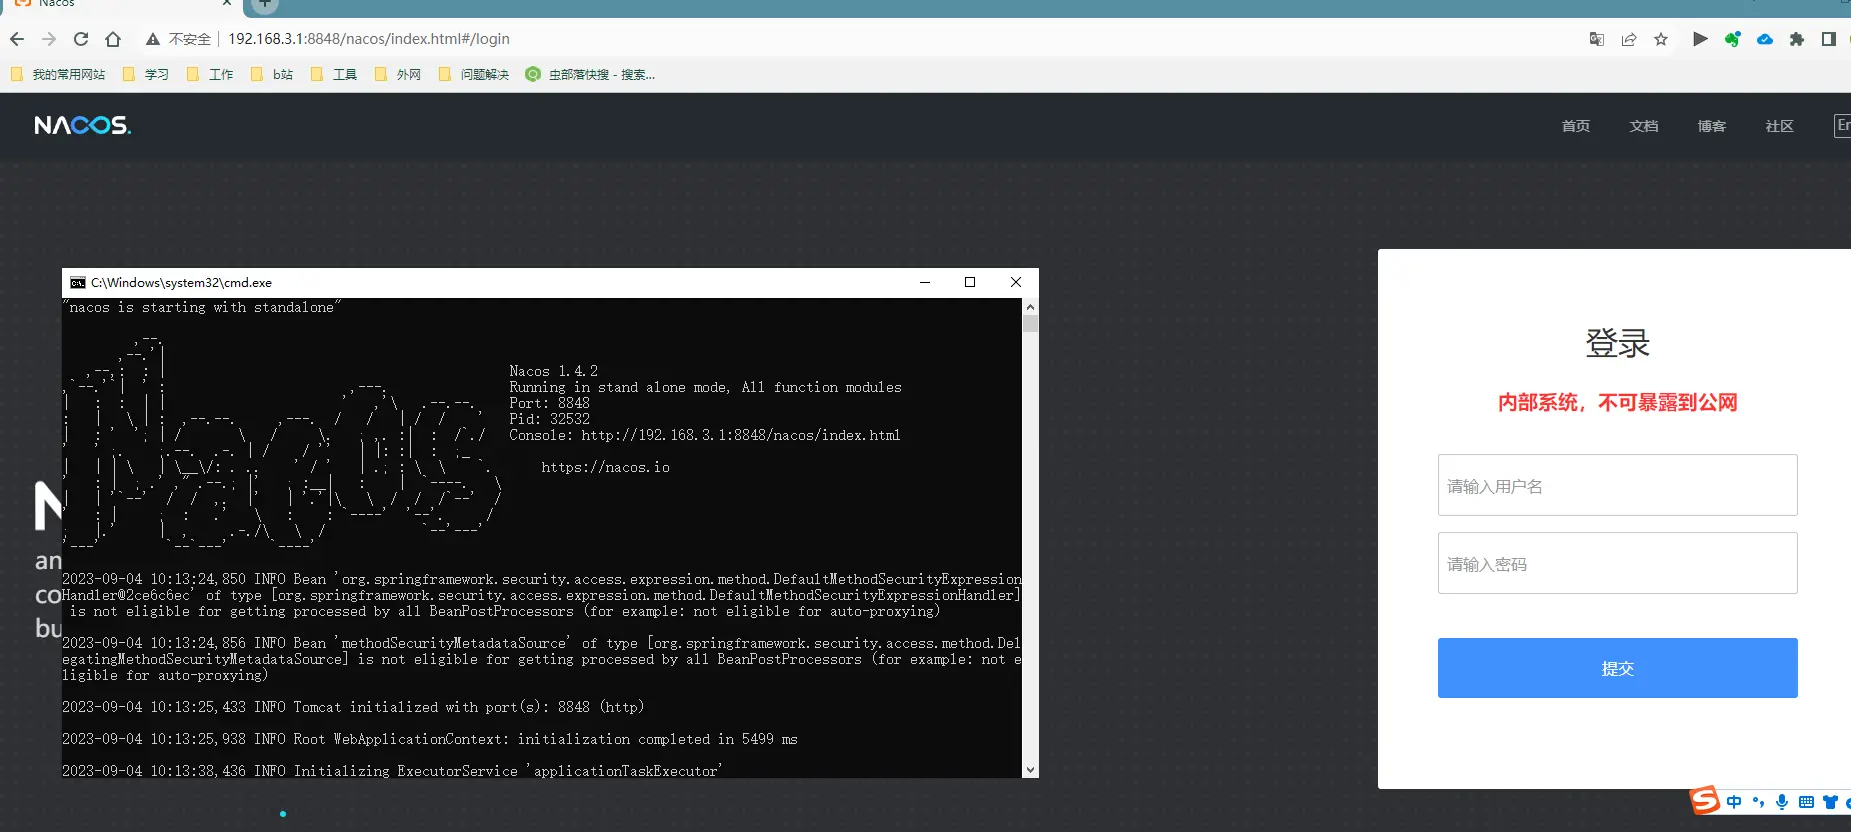 Nacos
不安全 192.168.3.1:8848/nacos/index.html#/login
我的常用网站 学习 工作 b站 工具 外网 问题解决 虫部落快搜 - 搜索...
NACOS.
首页 文档 博客 社区 En
C:\Windows\system32\cmd.exe
"nacos is starting with standalone"
Nacos 1.4.2
Running in stand alone mode, All function modules
Port: 8848
Pid: 32532
Console: http://192.168.3.1:8848/nacos/index.html
https://nacos.io
2023-09-04 10:13:24,850 INFO Bean 'org.springframework.security.access.expression.method.DefaultMethodSecurityExpression
Handler@2ce6c6ec' of type [org.springframework.security.access.expression.method.DefaultMethodSecurityExpressionHandler]
is not eligible for getting processed by all BeanPostProcessors (for example: not eligible for auto-proxying)
2023-09-04 10:13:24,856 INFO Bean 'methodSecurityMetadataSource' of type [org.springframework.security.access.method.Del
egatingMethodSecurityMetadataSource] is not eligible for getting processed by all BeanPostProcessors (for example: not e
ligible for auto-proxying)
2023-09-04 10:13:25,433 INFO Tomcat initialized with port(s): 8848 (http)
2023-09-04 10:13:25,938 INFO Root WebApplicationContext: initialization completed in 5499 ms
2023-09-04 10:13:38,436 INFO Initializing ExecutorService 'applicationTaskExecutor'
N
an
co
bu
登录
内部系统，不可暴露到公网
请输入用户名
请输入密码
提交
中